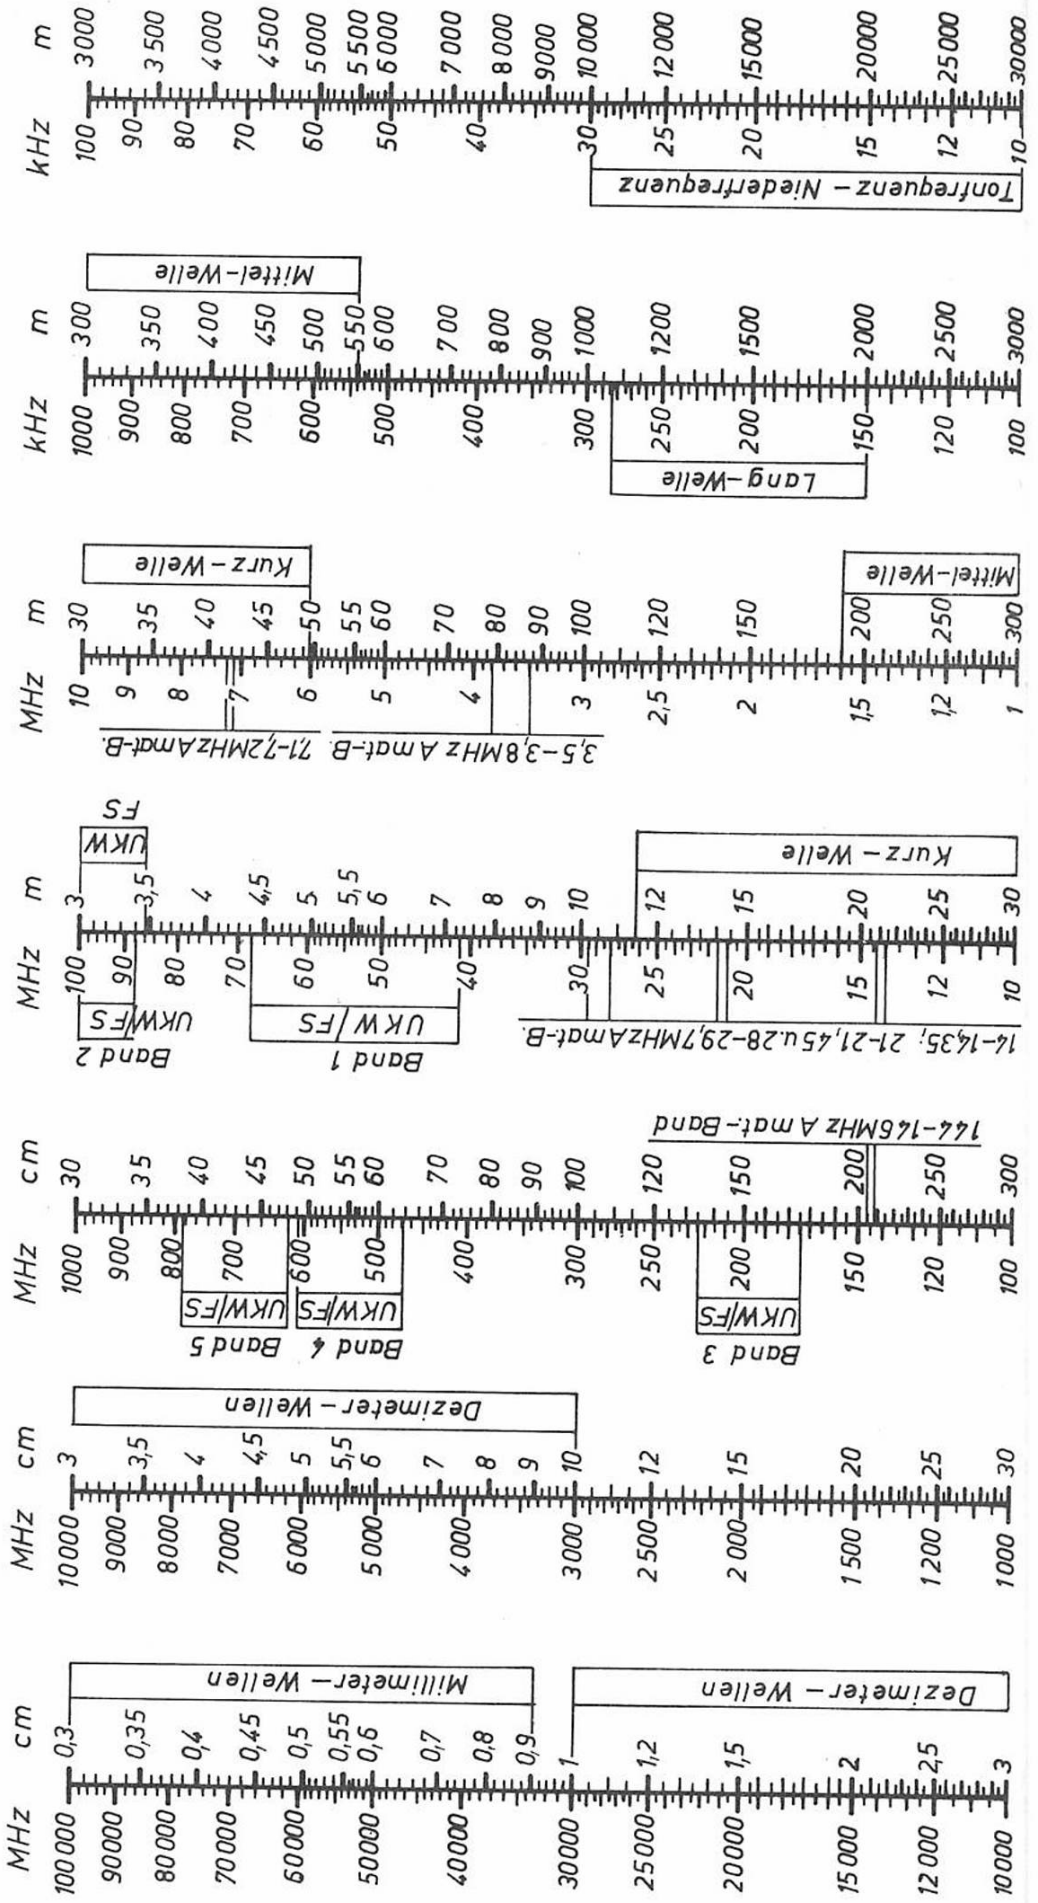 MHz cm
100000 90000 80000 70000 60000 50000 40000 30000 25000 20000 15000 12000 10000
0,3 0,35 0,4 0,45 0,5 0,55 0,6 0,7 0,8 0,9 1 1,2 1,5 2 2,5 3
Millimeter-Wellen
Dezimeter-Wellen
MHz cm
10000 9000 8000 7000 6000 5000 4000 3000 2500 2000 1500 1200 1000
3 3,5 4 4,5 5 5,5 6 7 8 9 10 12 15 20 25 30
Dezimeter-Wellen
MHz cm
1000 900 800 700 600 500 400 300 250 200 150 120 100
30 35 40 45 50 55 60 70 80 90 100 120 150 200 250 300
Band 5
UKW/FS
Band 4
UKW/FS
Band 3
UKW/FS
144-146MHz Amat.-Band
MHz m
100 90 80 70 60 50 40 30 25 20 15 12 10
3 3,5 4 4,5 5 5,5 6 7 8 9 10 12 15 20 25 30
Band 2
UKW/FS
UKW
FS
Band 1
UKW/FS
14-14,35; 21-21,45 u. 28-29,7MHz Amat-B.
Kurz-Welle
MHz m
10 9 8 7 6 5 4 3 2,5 2 1,5 1,2 1
30 35 40 45 50 55 60 70 80 90 100 120 150 200 250 300
7,1-7,2MHz Amat-B.
3,5-3,8MHz Amat-B.
Kurz-Welle
Mittel-Welle
kHz m
1000 900 800 700 600 500 400 300 250 200 150 120 100
300 350 400 450 500 550 600 700 800 900 1000 1200 1500 2000 2500 3000
Mittel-Welle
Lang-Welle
kHz m
100 90 80 70 60 50 40 30 25 20 15 12 10
3000 3500 4000 4500 5000 5500 6000 7000 8000 9000 10000 12000 15000 20000 25000 30000
Tonfrequenz - Niederfrequenz